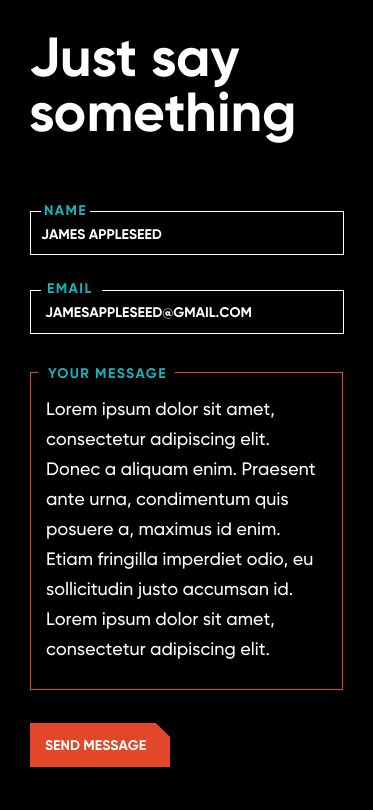 Just say
something
NAME
JAMES APPLESEED
EMAIL
JAMESAPPLESEED@GMAIL.COM
YOUR MESSAGE
Lorem ipsum dolor sit amet,
consectetur adipiscing elit.
Donec a aliquam enim. Praesent
ante urna, condimentum quis
posuere a, maximus id enim.
Etiam fringilla imperdiet odio, eu
sollicitudin justo accumsan id.
Lorem ipsum dolor sit amet,
consectetur adipiscing elit.
SEND MESSAGE